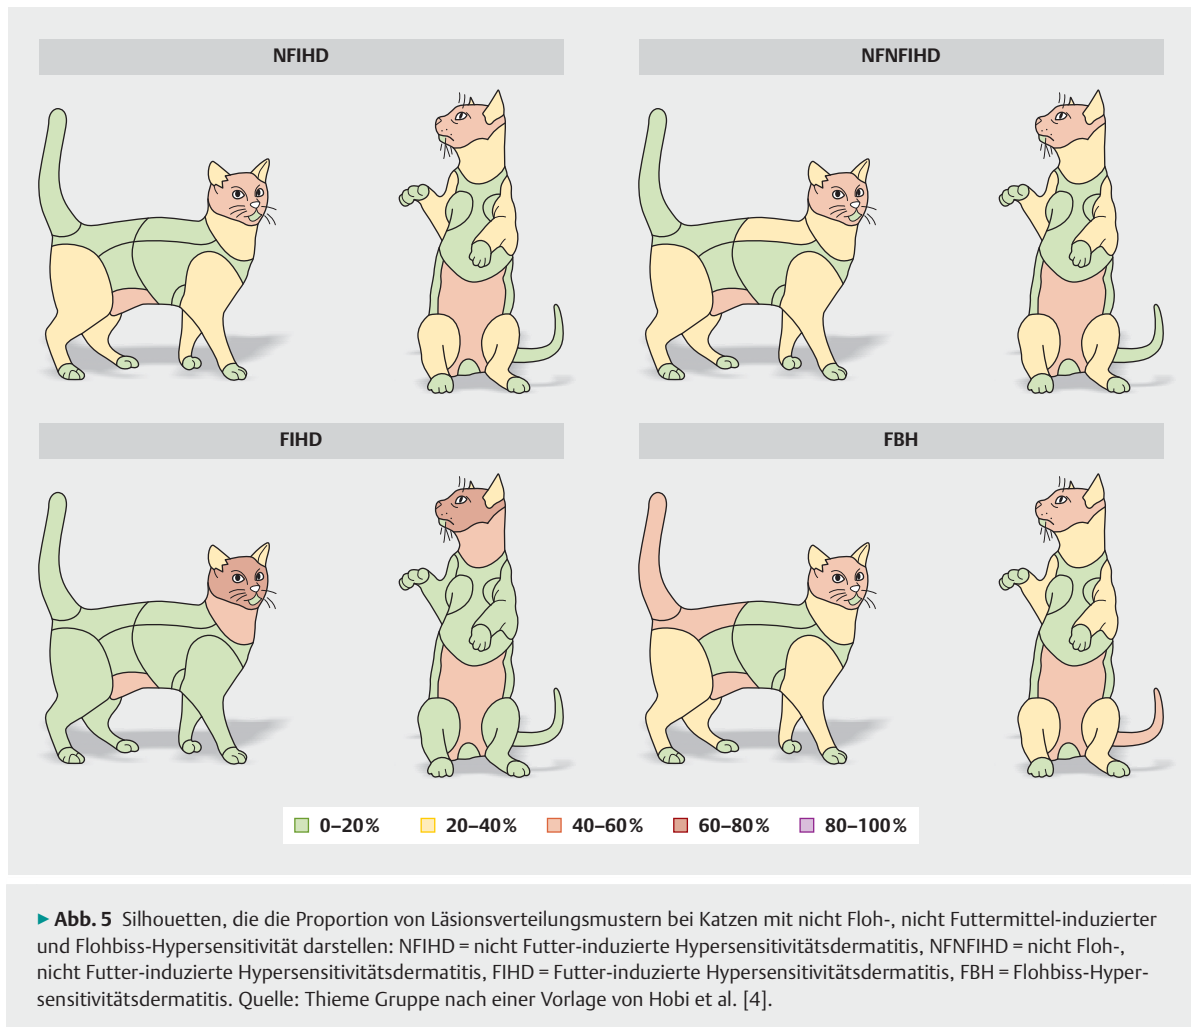 NFIHD
NFNFIHD
FIHD
FBH
0–20%
20–40%
40–60%
60–80%
80–100%
▶ Abb. 5 Silhouetten, die die Proportion von Läsionsverteilungsmustern bei Katzen mit nicht Floh-, nicht Futtermittel-induzierter
und Flohbiss-Hypersensitivität darstellen: NFIHD = nicht Futter-induzierte Hypersensitivitätsdermatitis, NFNFIHD = nicht Floh-,
nicht Futter-induzierte Hypersensitivitätsdermatitis, FIHD = Futter-induzierte Hypersensitivitätsdermatitis, FBH = Flohbiss-Hyper-
sensitivitätsdermatitis. Quelle: Thieme Gruppe nach einer Vorlage von Hobi et al. [4].